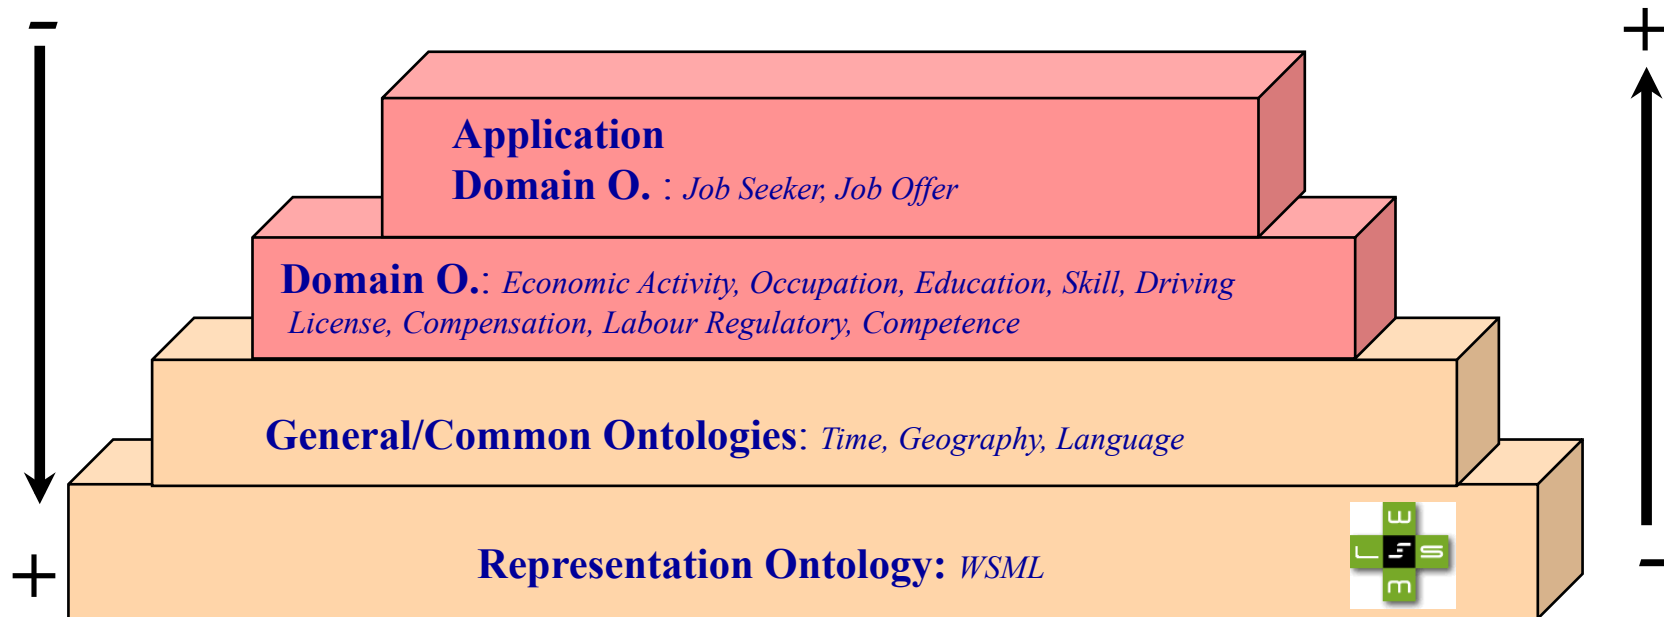 -
+
Application
Domain O. : Job Seeker, Job Offer
Domain O.: Economic Activity, Occupation, Education, Skill, Driving
License, Compensation, Labour Regulatory, Competence
General/Common Ontologies: Time, Geography, Language
Representation Ontology: WSML
+
-